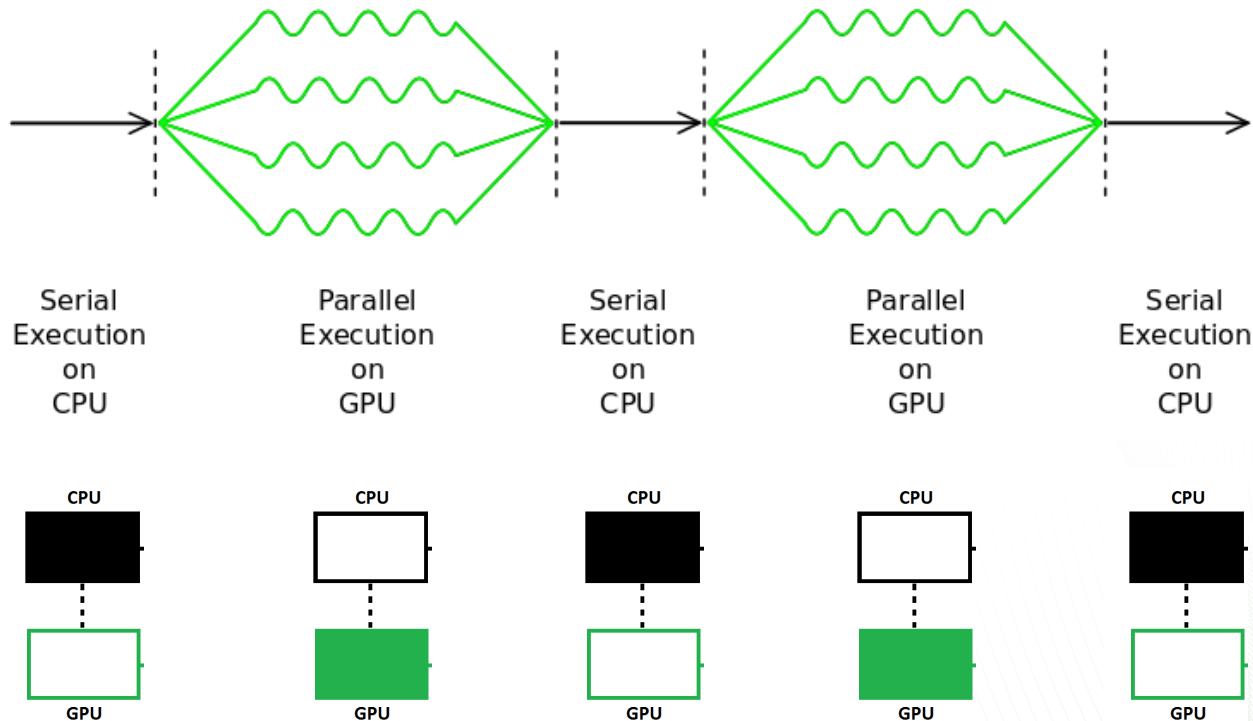 Serial
Execution
on
CPU
Parallel
Execution
on
GPU
Serial
Execution
on
CPU
Parallel
Execution
on
GPU
Serial
Execution
on
CPU
CPU
CPU
CPU
CPU
CPU
GPU
GPU
GPU
GPU
GPU